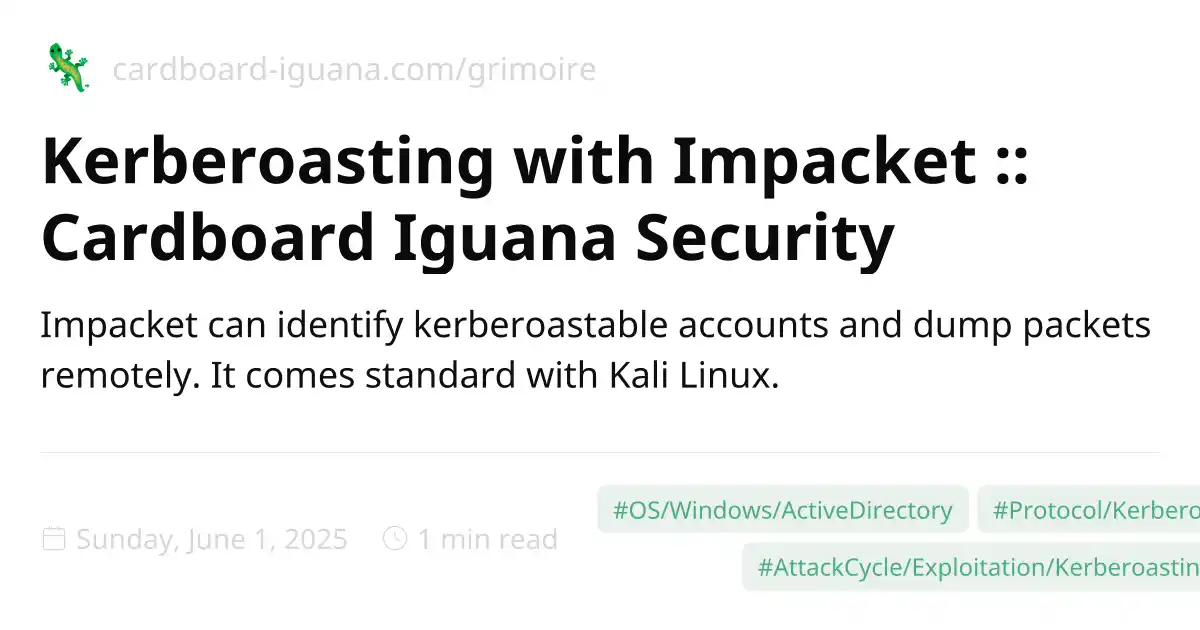 cardboard-iguana.com/grimoire
Kerberoasting with Impacket ::
Cardboard Iguana Security
Impacket can identify kerberoastable accounts and dump packets
remotely. It comes standard with Kali Linux.
#OS/Windows/ActiveDirectory #Protocol/Kerbero
Sunday, June 1, 2025 1 min read
#AttackCycle/Exploitation/Kerberoastin